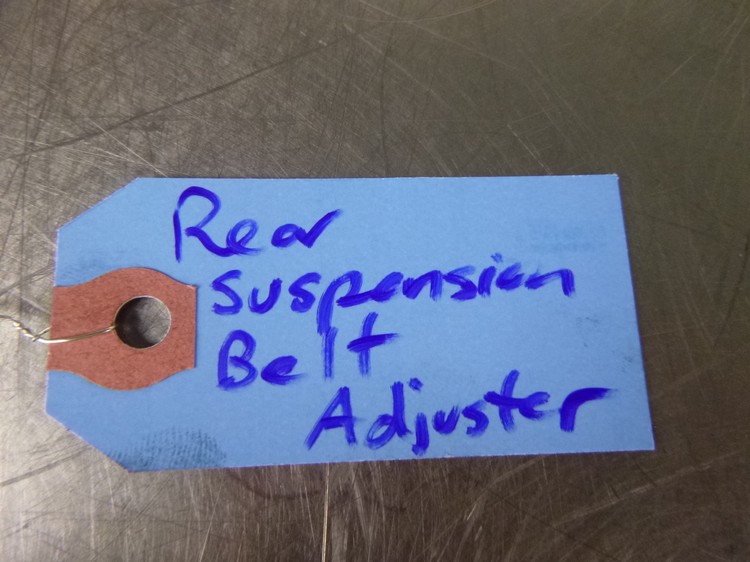 Rear
Suspension
Belt
Adjuster